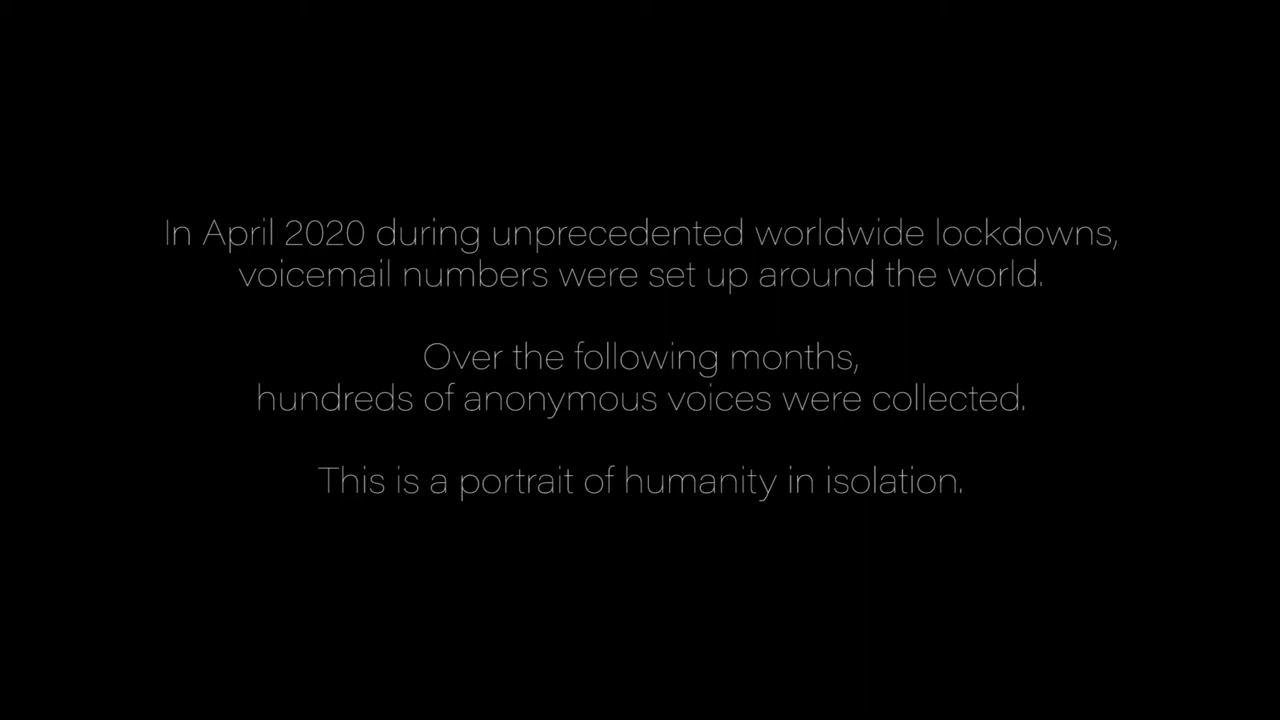 In April 2020 during unprecedented worldwide lockdowns,
voicemail numbers were set up around the world.
Over the following months,
hundreds of anonymous voices were collected.
This is a portrait of humanity in isolation.